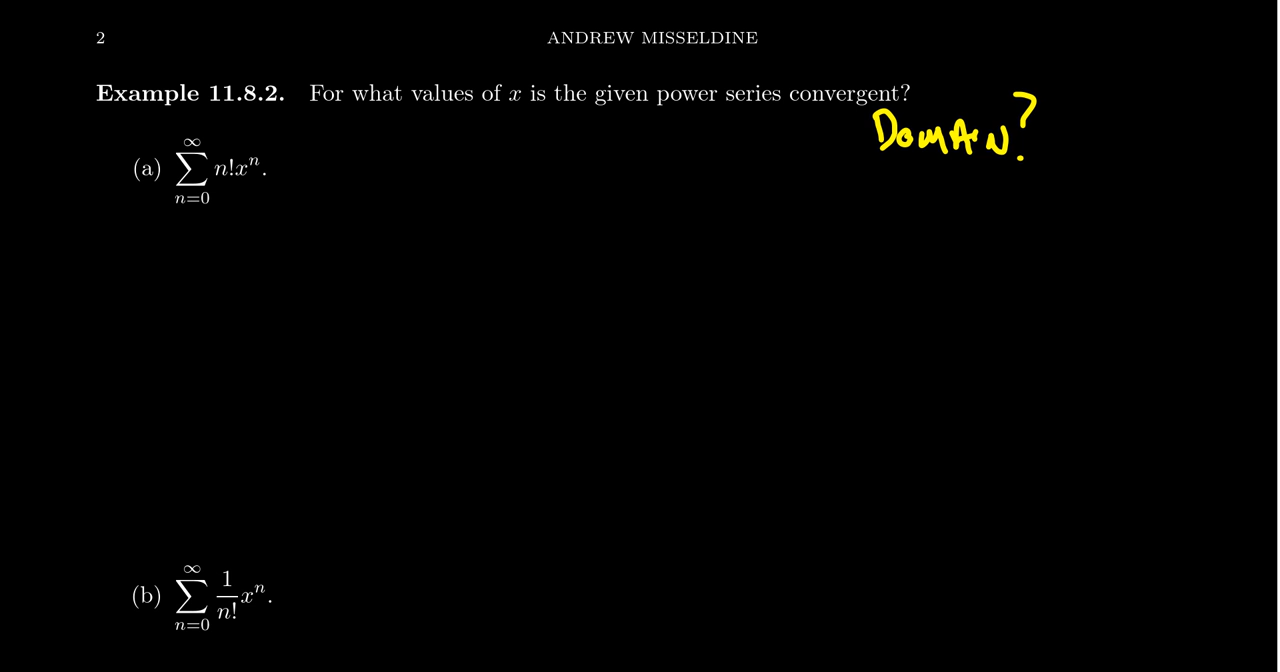 2 ANDREW MISSELDINE
Example 11.8.2. For what values of x is the given power series convergent?
DOMAIN?
(a) ∑_{n=0}^{∞} n!x^n.
(b) ∑_{n=0}^{∞} \frac{1}{n!}x^n.